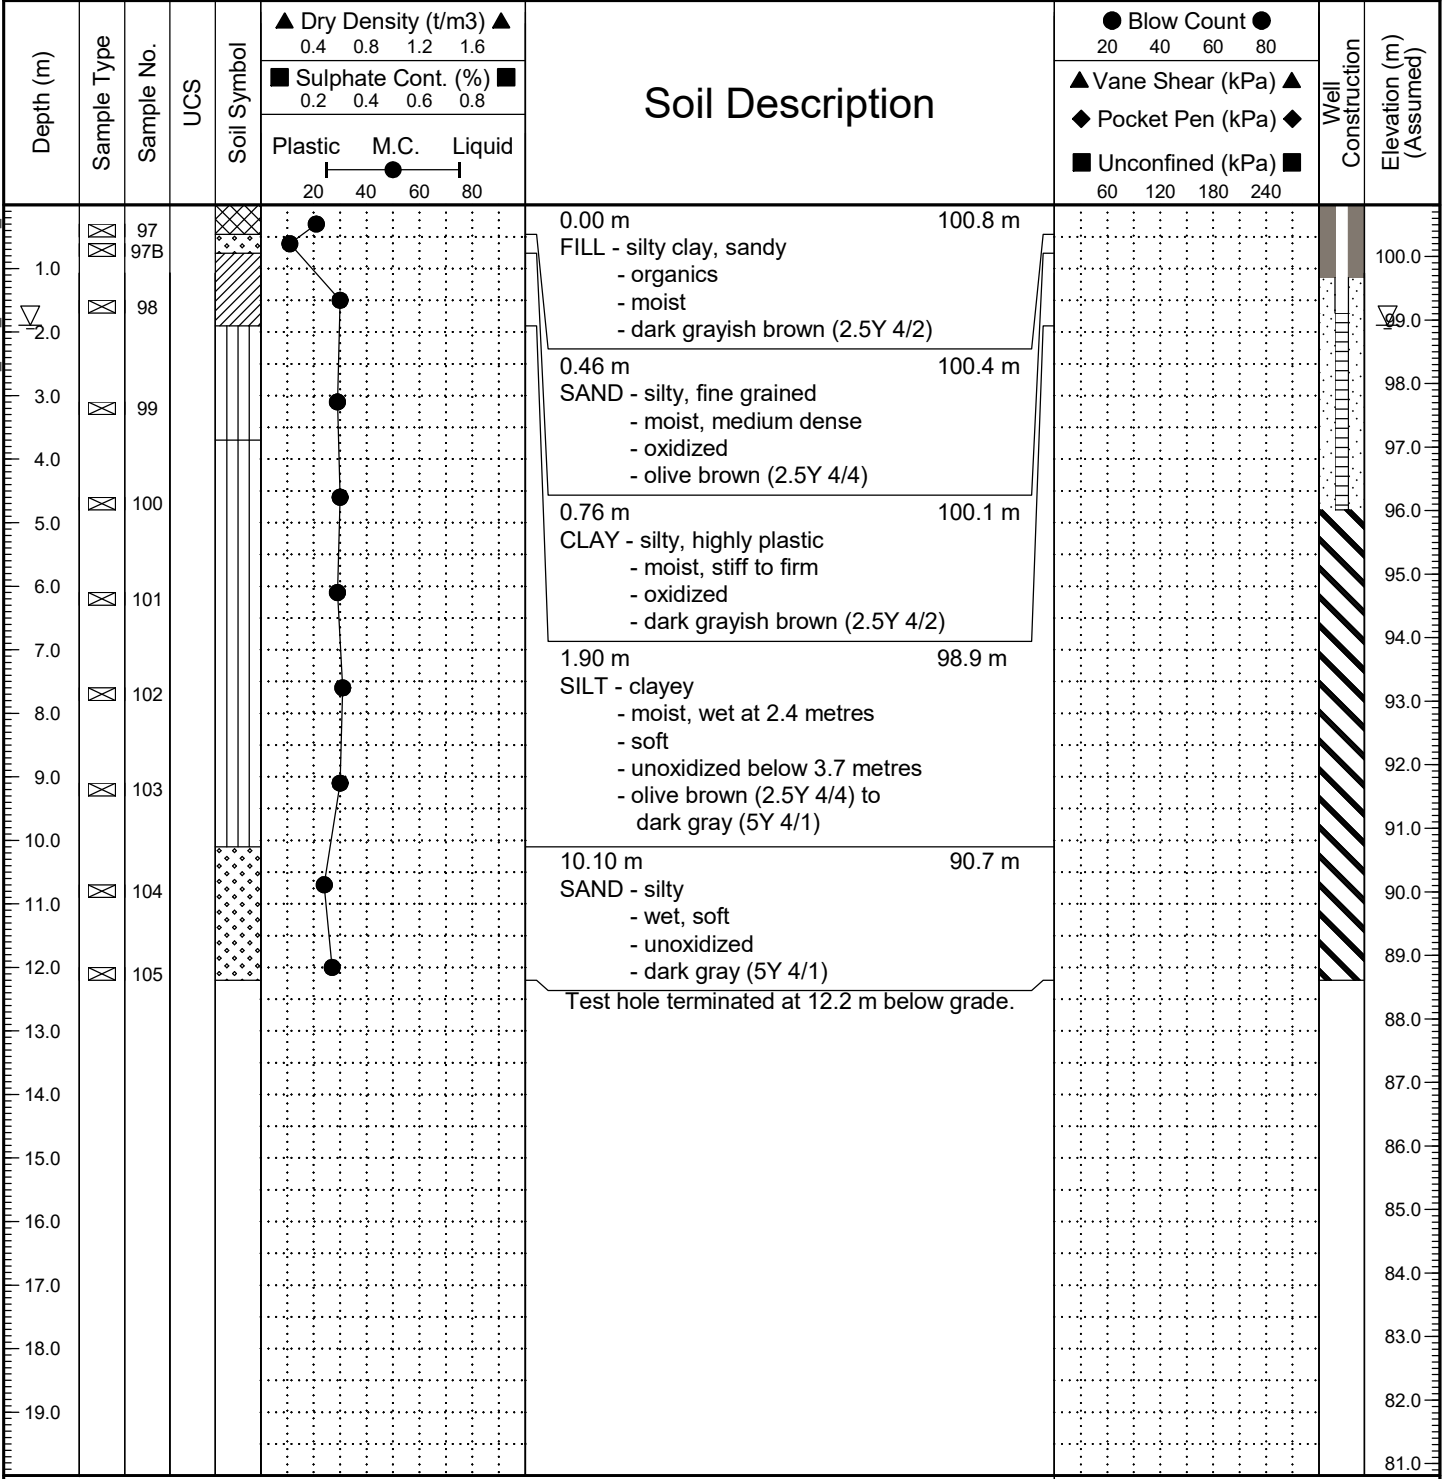 Depth (m)
Sample Type
Sample No.
UCS
Soil Symbol
▲ Dry Density (t/m3) ▲
0.4 0.8 1.2 1.6
■ Sulphate Cont. (%) ■
0.2 0.4 0.6 0.8
Plastic M.C. Liquid
20 40 60 80
Soil Description
● Blow Count ●
20 40 60 80
▲ Vane Shear (kPa) ▲
◆ Pocket Pen (kPa) ◆
■ Unconfined (kPa) ■
60 120 180 240
Well
Construction
Elevation (m)
(Assumed)
1.0
2.0
3.0
4.0
5.0
6.0
7.0
8.0
9.0
10.0
11.0
12.0
13.0
14.0
15.0
16.0
17.0
18.0
19.0
97
97B
98
99
100
101
102
103
104
105
0.00 m 100.8 m
FILL - silty clay, sandy
- organics
- moist
- dark grayish brown (2.5Y 4/2)
0.46 m 100.4 m
SAND - silty, fine grained
- moist, medium dense
- oxidized
- olive brown (2.5Y 4/4)
0.76 m 100.1 m
CLAY - silty, highly plastic
- moist, stiff to firm
- oxidized
- dark grayish brown (2.5Y 4/2)
1.90 m 98.9 m
SILT - clayey
- moist, wet at 2.4 metres
- soft
- unoxidized below 3.7 metres
- olive brown (2.5Y 4/4) to
dark gray (5Y 4/1)
10.10 m 90.7 m
SAND - silty
- wet, soft
- unoxidized
- dark gray (5Y 4/1)
Test hole terminated at 12.2 m below grade.
100.0
99.0
98.0
97.0
96.0
95.0
94.0
93.0
92.0
91.0
90.0
89.0
88.0
87.0
86.0
85.0
84.0
83.0
82.0
81.0